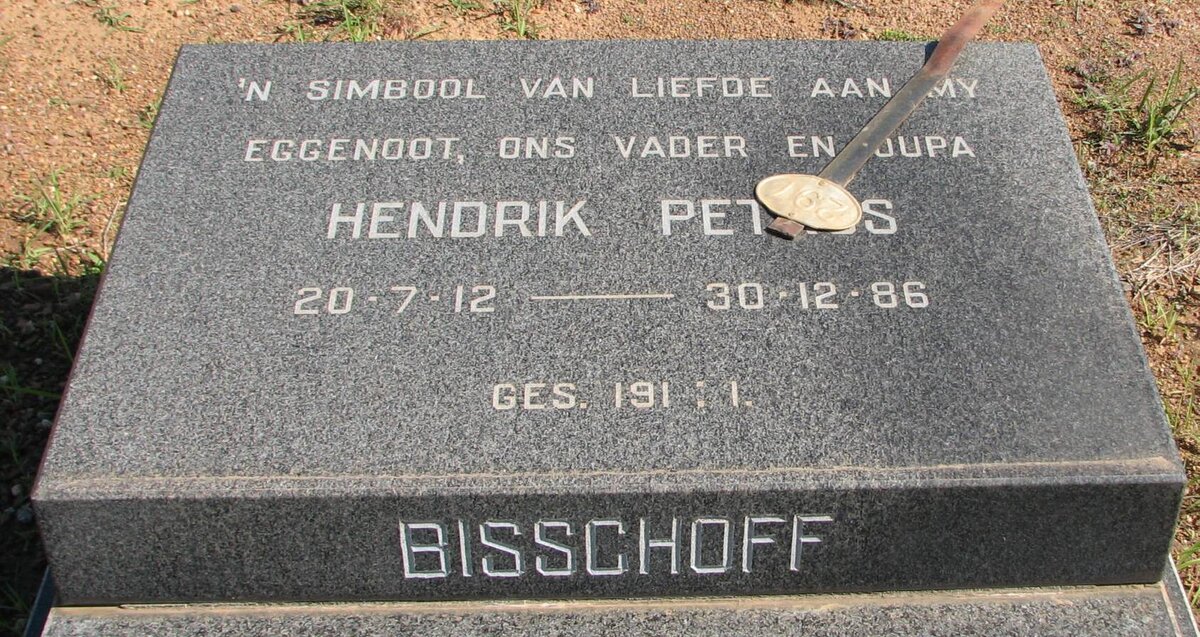 'N SIMBOOL VAN LIEFDE AAN MY
EGGENOOT, ONS VADER EN OUPA
HENDRIK PETRUS
20-7-12 — 30-12-86
GES. 191 : 1.
BISSCHOFF